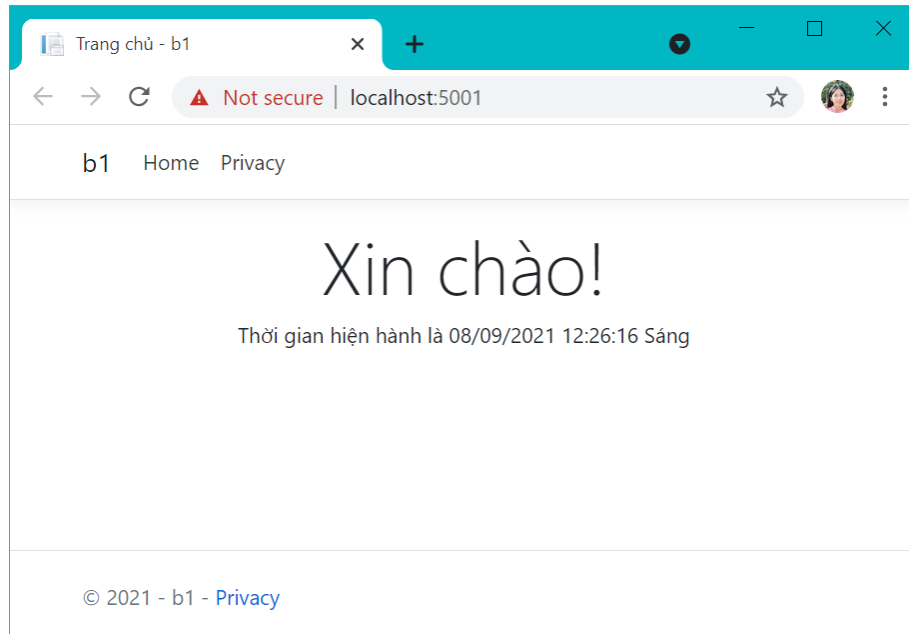 Trang chủ - b1
Not secure | localhost:5001
b1 Home Privacy
Xin chào!
Thời gian hiện hành là 08/09/2021 12:26:16 Sáng
© 2021 - b1 - Privacy